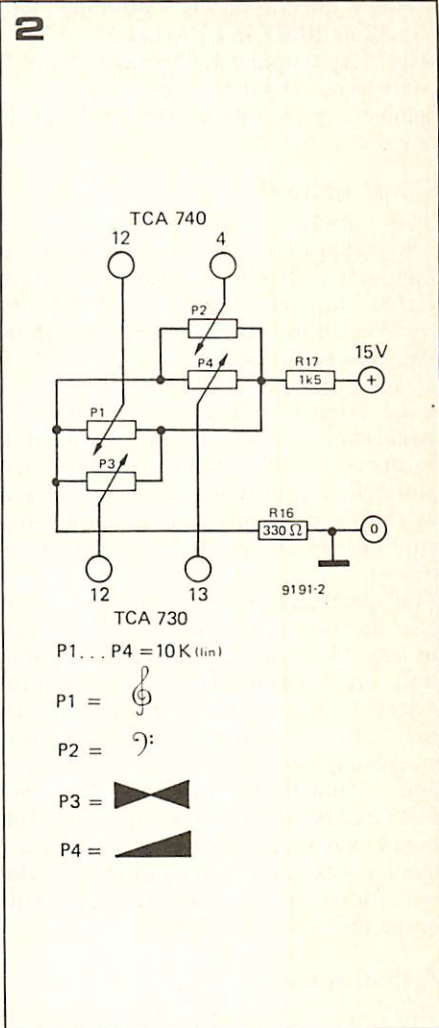 2
TCA 740
12 4
P2
P4
R17
15V
1k5
+
P1
P3
R16
330 Ω
0
12 13
9191-2
TCA 730
P1... P4 = 10 K (lin)
P1 =
P2 =
P3 =
P4 =